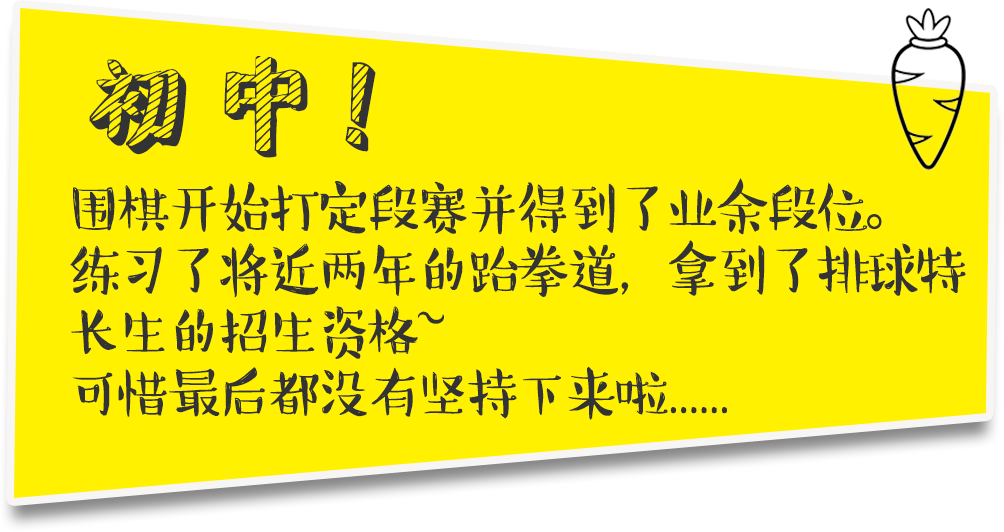 初中！
围棋开始打定段赛并得到了业余段位。
练习了将近两年的跆拳道，拿到了排球特
长生的招生资格~
可惜最后都没有坚持下来啦......